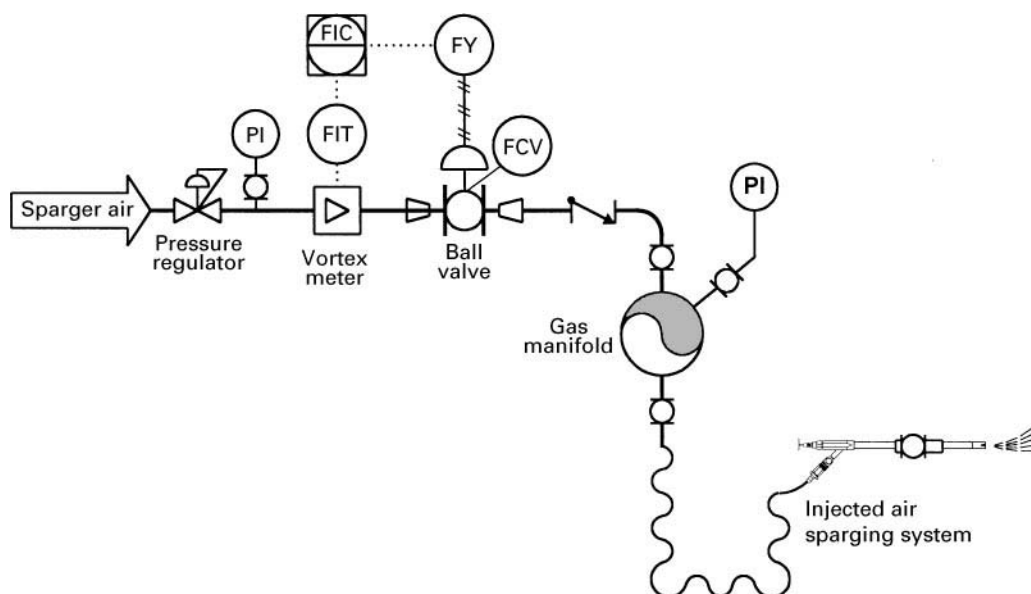 FIC
FY
PI
FIT
FCV
PI
Sparger air
Pressure
regulator
Vortex
meter
Ball
valve
Gas
manifold
Injected air
sparging system